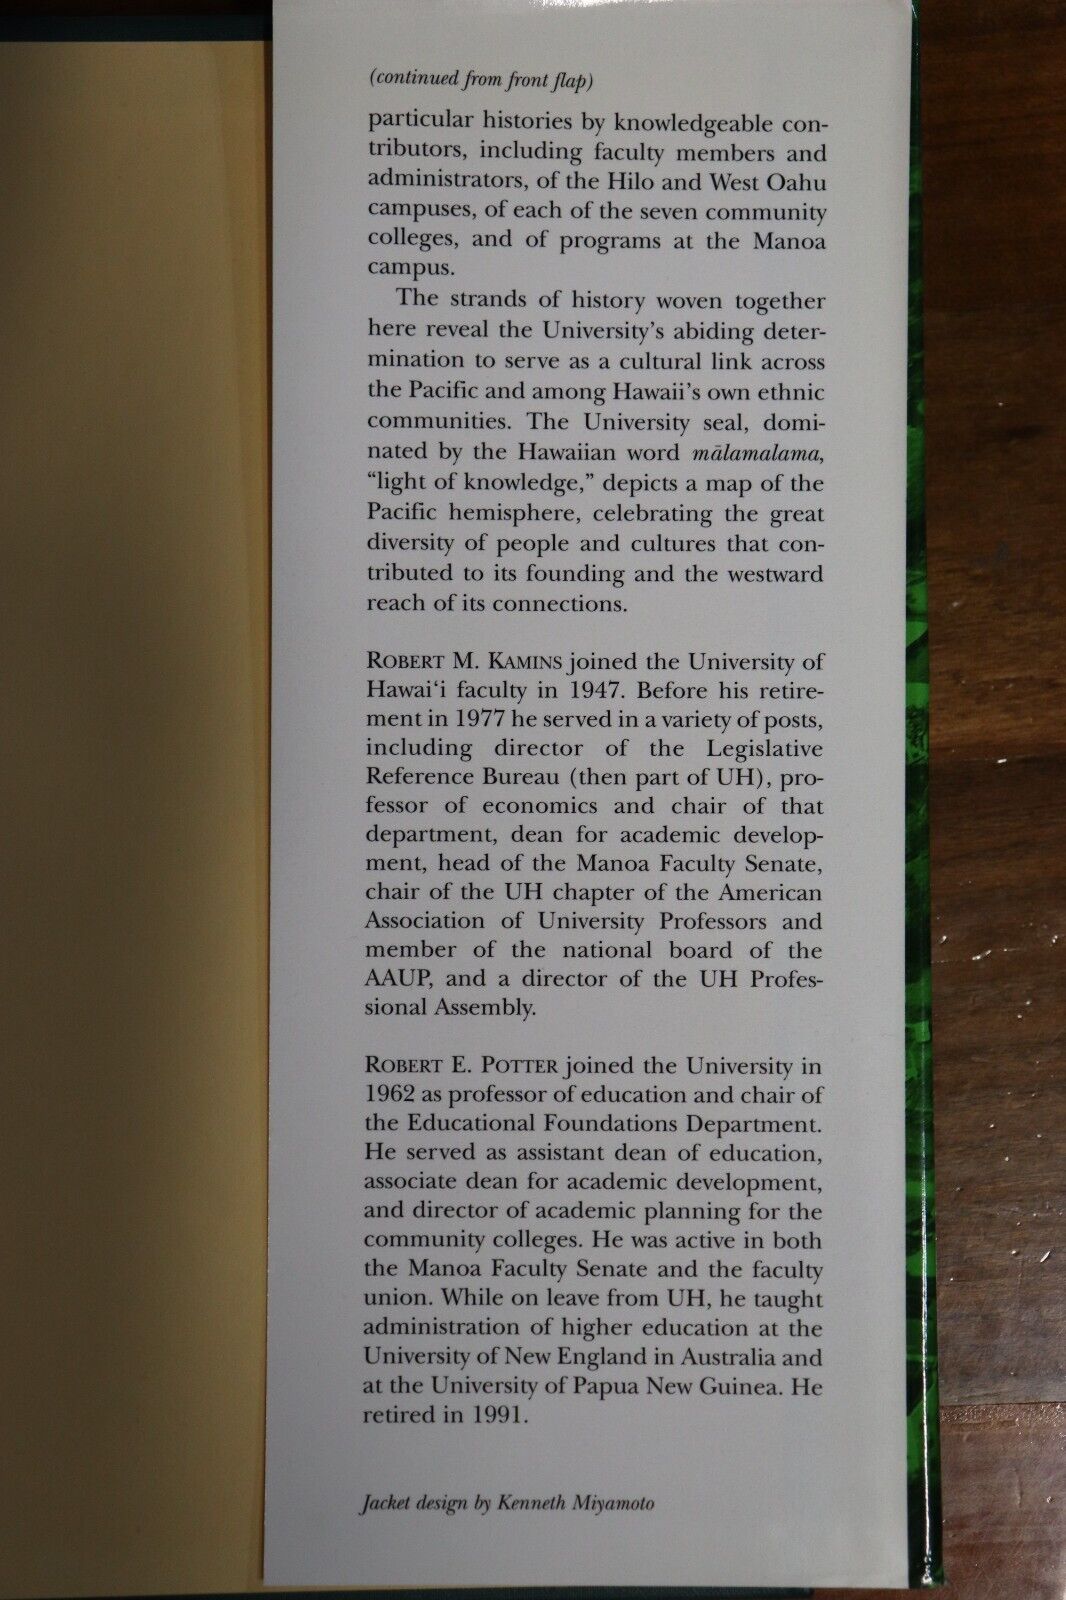 (continued from front flap)
particular histories by knowledgeable con-
tributors, including faculty members and
administrators, of the Hilo and West Oahu
campuses, of each of the seven community
colleges, and of programs at the Manoa
campus.
The strands of history woven together
here reveal the University's abiding deter-
mination to serve as a cultural link across
the Pacific and among Hawaii's own ethnic
communities. The University seal, domi-
nated by the Hawaiian word mālamalama,
“light of knowledge,” depicts a map of the
Pacific hemisphere, celebrating the great
diversity of people and cultures that con-
tributed to its founding and the westward
reach of its connections.
ROBERT M. KAMINS joined the University of
Hawai‘i faculty in 1947. Before his retire-
ment in 1977 he served in a variety of posts,
including director of the Legislative
Reference Bureau (then part of UH), pro-
fessor of economics and chair of that
department, dean for academic develop-
ment, head of the Manoa Faculty Senate,
chair of the UH chapter of the American
Association of University Professors and
member of the national board of the
AAUP, and a director of the UH Profes-
sional Assembly.
ROBERT E. POTTER joined the University in
1962 as professor of education and chair of
the Educational Foundations Department.
He served as assistant dean of education,
associate dean for academic development,
and director of academic planning for the
community colleges. He was active in both
the Manoa Faculty Senate and the faculty
union. While on leave from UH, he taught
administration of higher education at the
University of New England in Australia and
at the University of Papua New Guinea. He
retired in 1991.
Jacket design by Kenneth Miyamoto